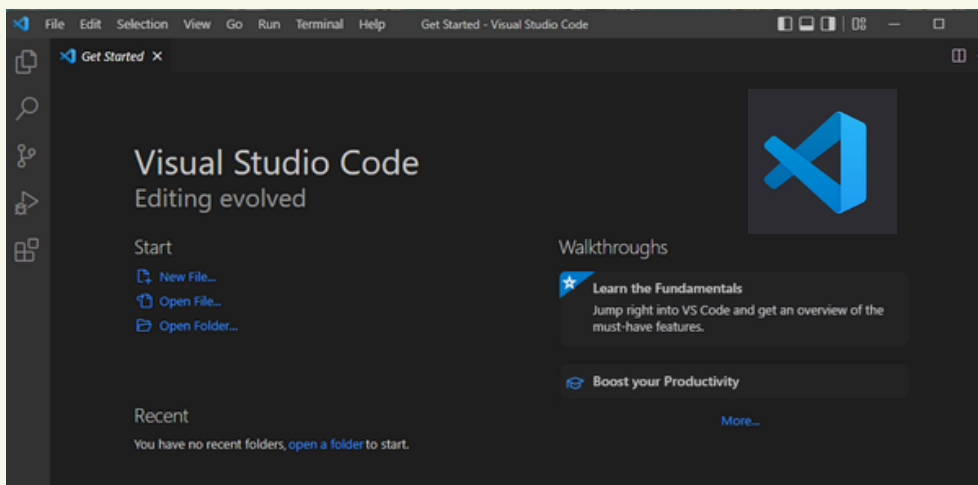 File Edit Selection View Go Run Terminal Help Get Started - Visual Studio Code
Get Started
Visual Studio Code
Editing evolved
Start
New File...
Open File...
Open Folder...
Recent
You have no recent folders, open a folder to start.
Walkthroughs
Learn the Fundamentals
Jump right into VS Code and get an overview of the
must-have features.
Boost your Productivity
More...